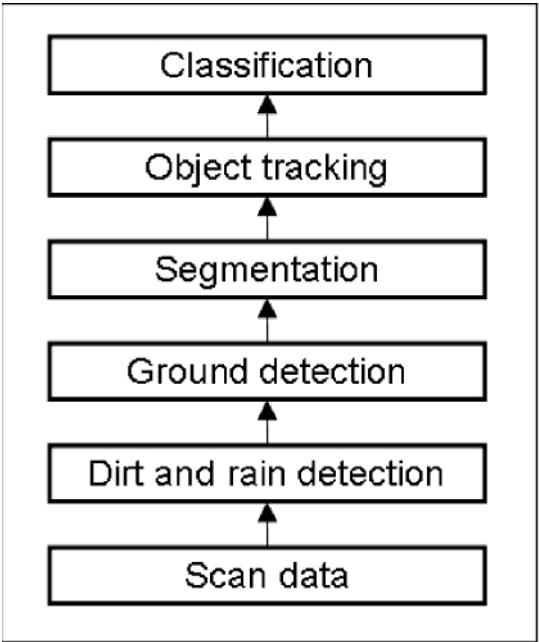 Classification
Object tracking
Segmentation
Ground detection
Dirt and rain detection
Scan data